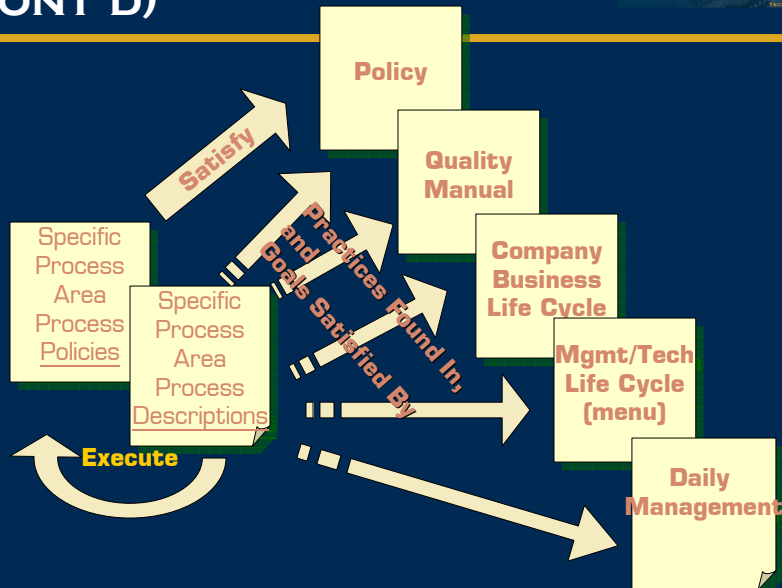 ONT'D)
Policy
Quality
Manual
Company
Business
Life Cycle
Mgmt/Tech
Life Cycle
(menu)
Daily
Management
Satisfy
Practices Found In,
and
Goals Satisfied By
Specific
Process
Area
Process
Policies
Specific
Process
Area
Process
Descriptions
Execute